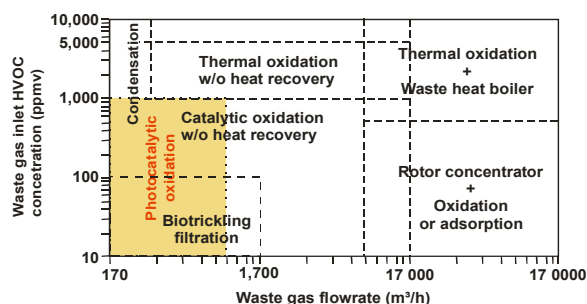 Waste gas inlet HVOC
concetration (ppmv)
10,000
5,000
1,000
100
10
Condensation
Thermal oxidation
w/o heat recovery
Thermal oxidation
+
Waste heat boiler
Catalytic oxidation
w/o heat recovery
Photocatalytic
oxidation
Biotrickling
filtration
Rotor concentrator
+
Oxidation
or adsorption
170
1,700
17 000
17 0000
Waste gas flowrate (m³/h)